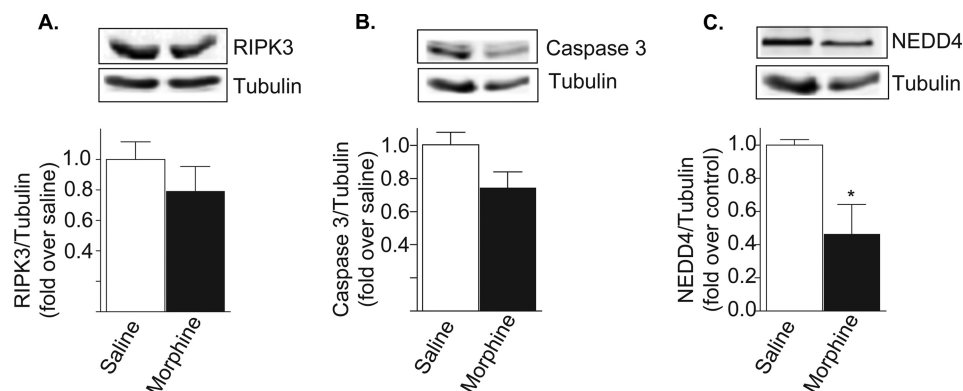 A.
RIPK3
Tubulin
RIPK3/Tubulin
(fold over saline)
1.0
0.8
0.6
0.4
Saline
Morphine
B.
Caspase 3
Tubulin
Caspase 3/Tubulin
(fold over saline)
1.0
0.8
0.6
0.4
Saline
Morphine
C.
NEDD4
Tubulin
NEDD4/Tubulin
(fold over control)
1.0
0.8
0.6
0.4
0.2
0.0
*
Saline
Morphine